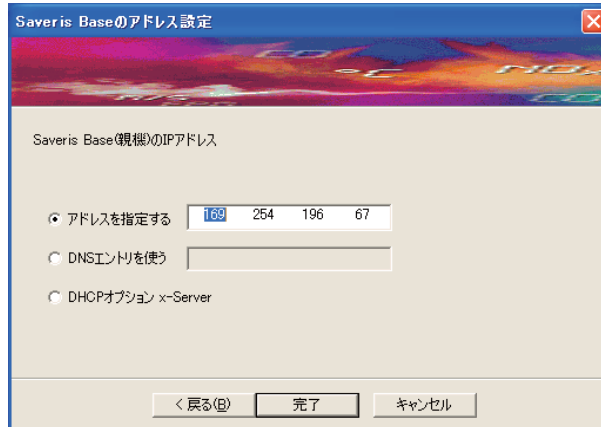 Saveris Baseのアドレス設定
CO
°C
NOx
Saveris Base(親機)のIPアドレス
アドレスを指定する 169 254 196 67
DNSエントリを使う
DHCPオプション x-Server
< 戻る(B) 完了 キャンセル